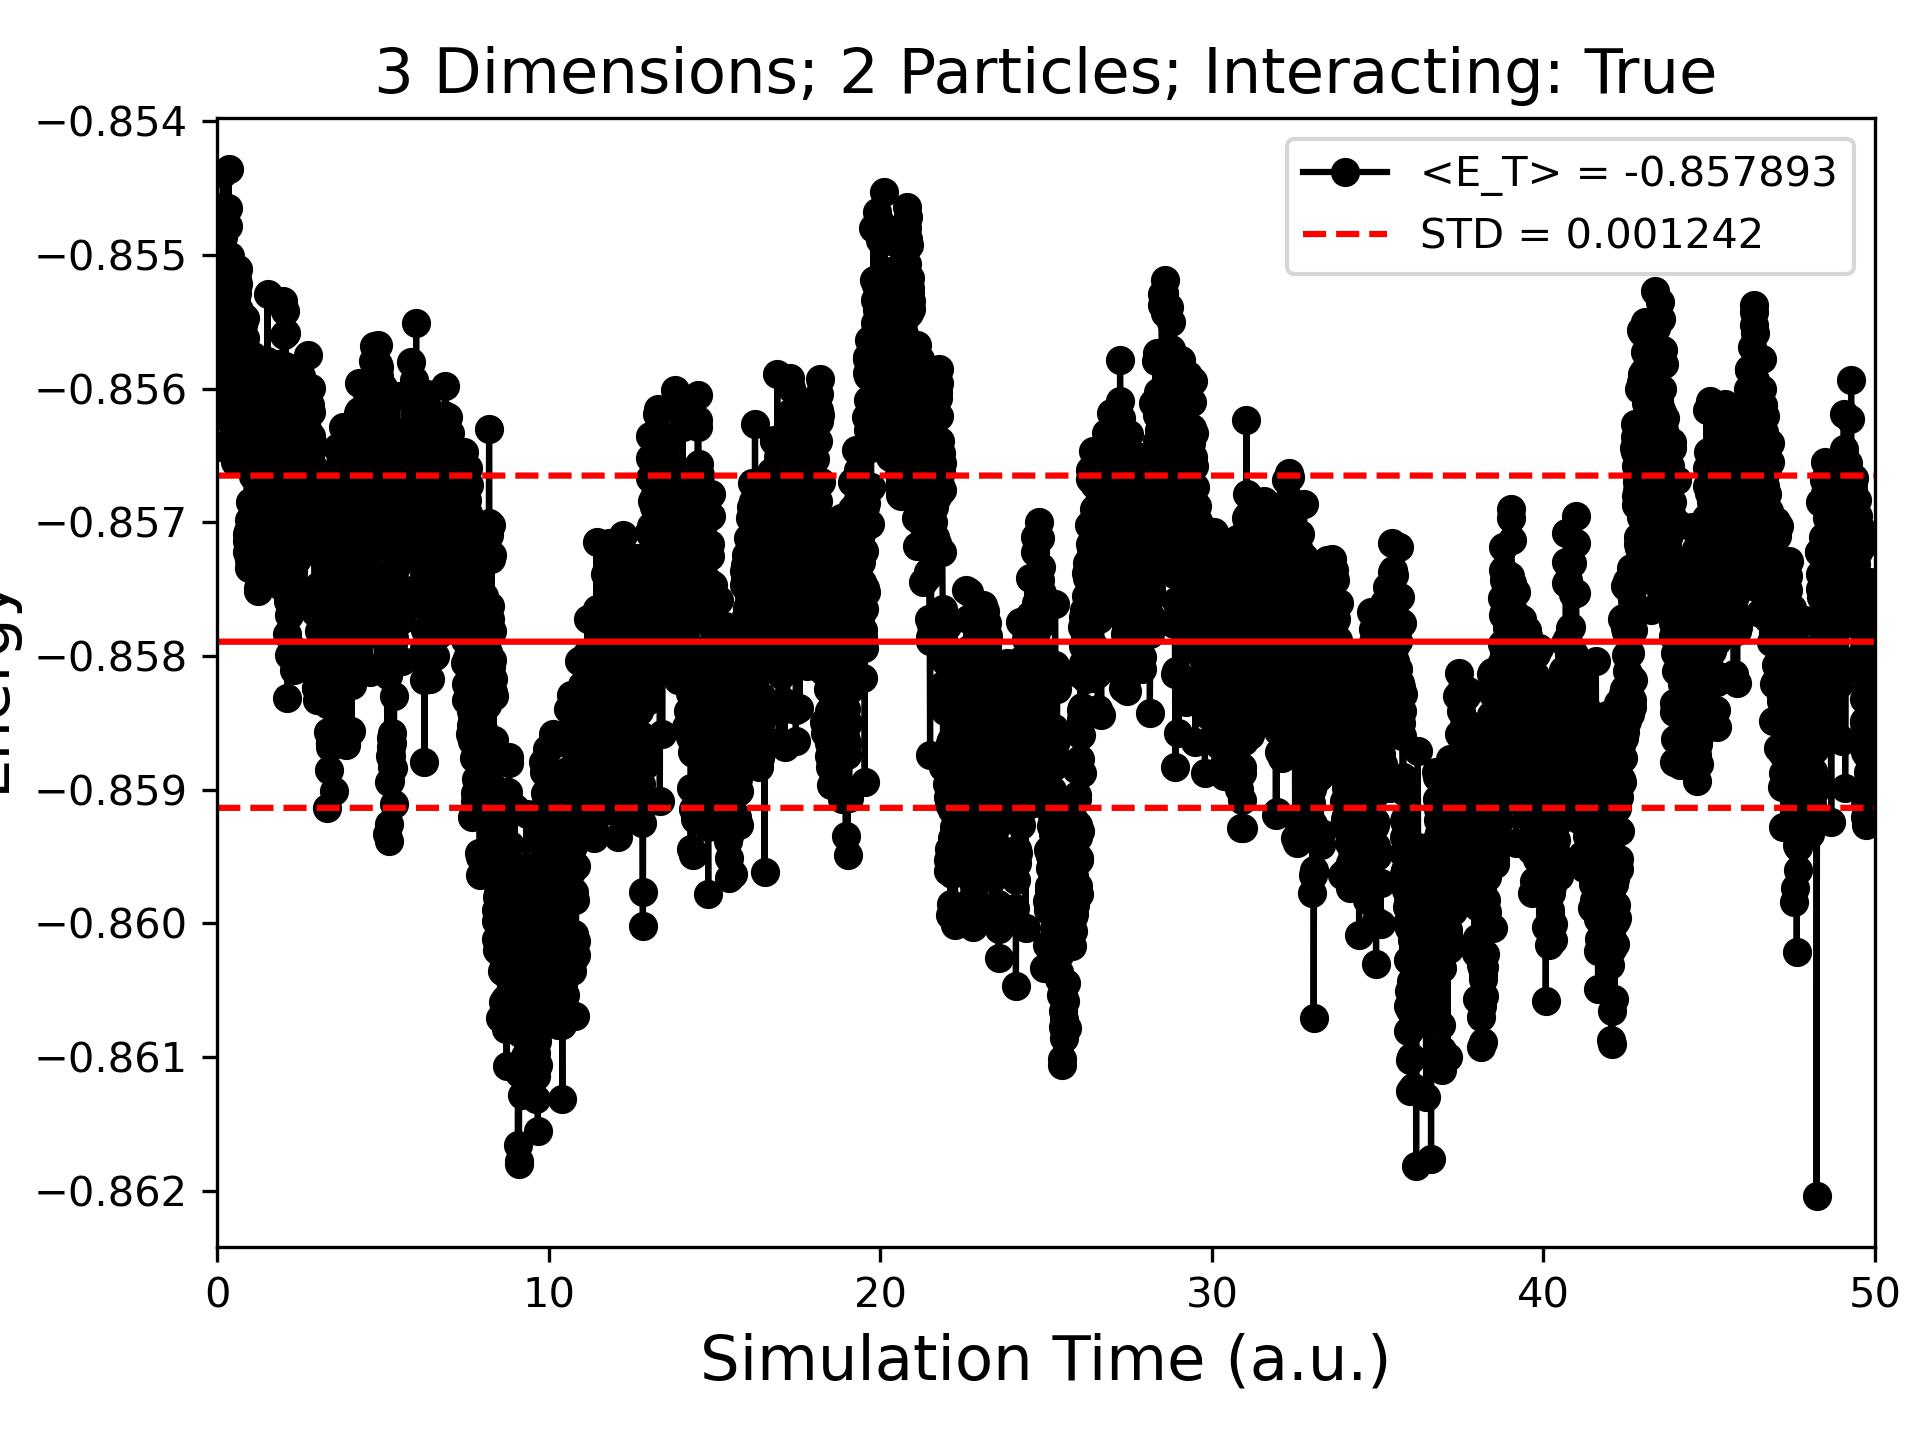 3 Dimensions; 2 Particles; Interacting: True
−0.854
−0.855
−0.856
−0.857
−0.858
−0.859
−0.860
−0.861
−0.862
Energy
<E_T> = -0.857893
STD = 0.001242
0 10 20 30 40 50
Simulation Time (a.u.)